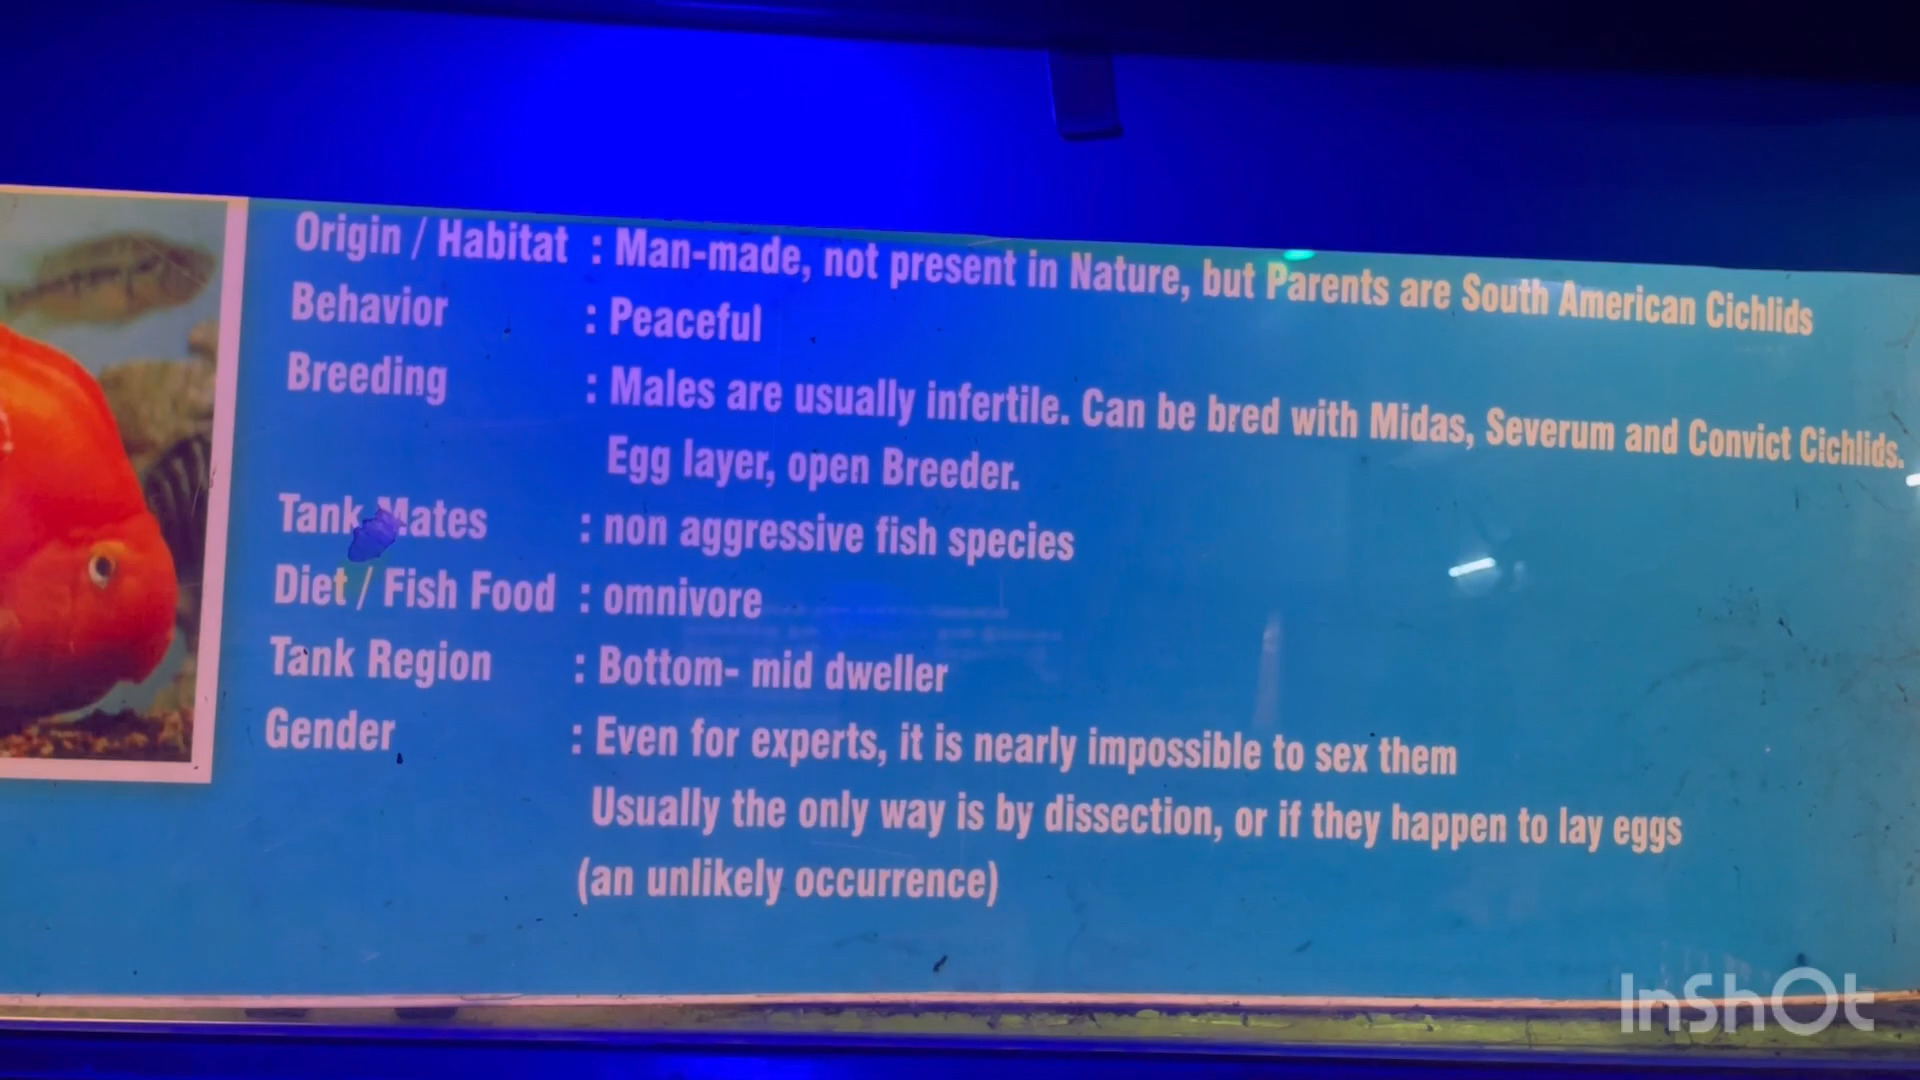 Origin / Habitat : Man-made, not present in Nature, but Parents are South American Cichlids
Behavior : Peaceful
Breeding : Males are usually infertile. Can be bred with Midas, Severum and Convict Cichlids.
Egg layer, open Breeder.
Tank Mates : non aggressive fish species
Diet / Fish Food : omnivore
Tank Region : Bottom- mid dweller
Gender : Even for experts, it is nearly impossible to sex them
Usually the only way is by dissection, or if they happen to lay eggs
(an unlikely occurrence)
InShOt